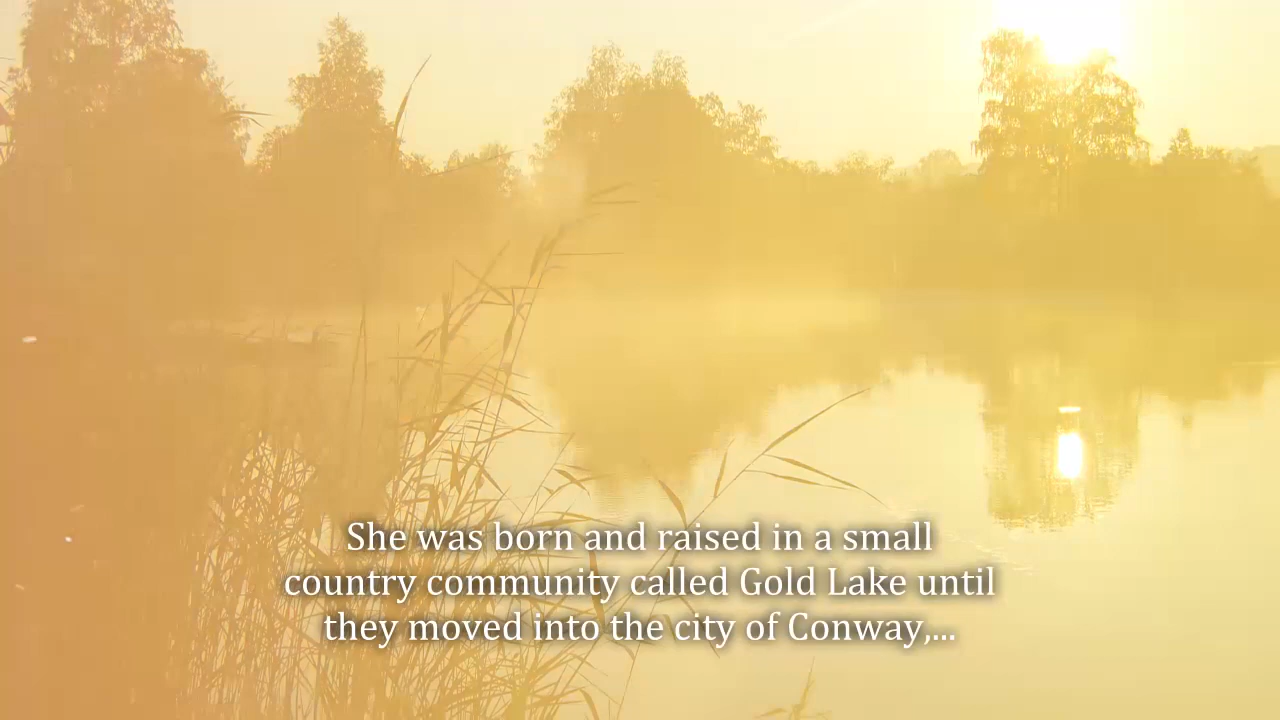 She was born and raised in a small
country community called Gold Lake until
they moved into the city of Conway,...